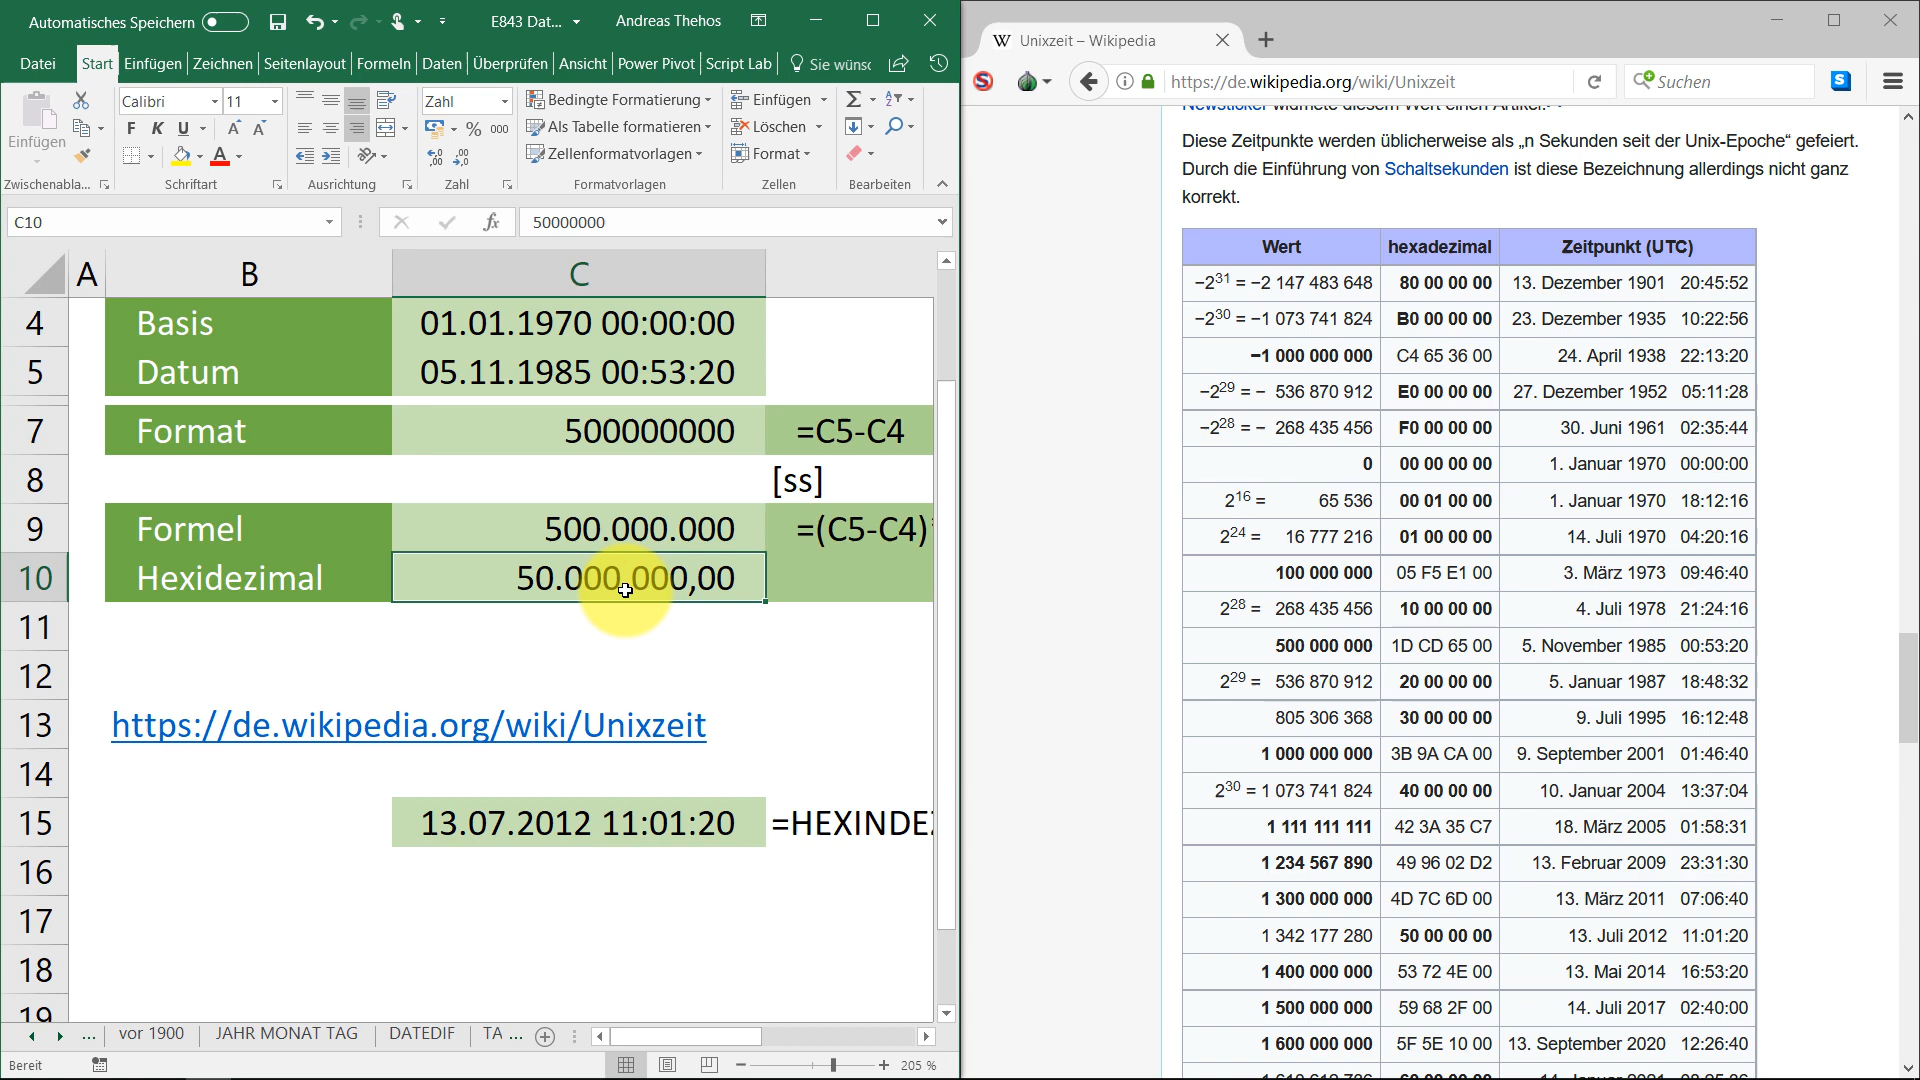 Automatisches Speichern
E843 Dat...
Andreas Thehos
Datei Start Einfügen Zeichnen Seitenlayout Formeln Daten Überprüfen Ansicht Power Pivot Script Lab Sie wünsc
Einfügen
Calibri 11
F K U
Zahl
% 000
Bedingte Formatierung
Als Tabelle formatieren
Zellenformatvorlagen
Einfügen
Löschen
Format
Zwischenabla... Schriftart Ausrichtung Zahl Formatvorlagen Zellen Bearbeiten
C10 fx 50000000
A B C
4 Basis 01.01.1970 00:00:00
5 Datum 05.11.1985 00:53:20
7 Format 500000000 =C5-C4
8 [ss]
9 Formel 500.000.000 =(C5-C4)
10 Hexidezimal 50.000.000,00
11
12
13 https://de.wikipedia.org/wiki/Unixzeit
14
15 13.07.2012 11:01:20 =HEXINDEZ
16
17
18
19
... vor 1900 JAHR MONAT TAG DATEDIF TA ...
Bereit 205 %
W Unixzeit – Wikipedia
https://de.wikipedia.org/wiki/Unixzeit
Suchen
Newsticker widmete diesem Wert einen Artikel.
Diese Zeitpunkte werden üblicherweise als „n Sekunden seit der Unix-Epoche“ gefeiert.
Durch die Einführung von Schaltsekunden ist diese Bezeichnung allerdings nicht ganz
korrekt.
Wert hexadezimal Zeitpunkt (UTC)
−2³¹ = −2 147 483 648 80 00 00 00 13. Dezember 1901 20:45:52
−2³⁰ = −1 073 741 824 B0 00 00 00 23. Dezember 1935 10:22:56
−1 000 000 000 C4 65 36 00 24. April 1938 22:13:20
−2²⁹ = − 536 870 912 E0 00 00 00 27. Dezember 1952 05:11:28
−2²⁸ = − 268 435 456 F0 00 00 00 30. Juni 1961 02:35:44
0 00 00 00 00 1. Januar 1970 00:00:00
2¹⁶ = 65 536 00 01 00 00 1. Januar 1970 18:12:16
2²⁴ = 16 777 216 01 00 00 00 14. Juli 1970 04:20:16
100 000 000 05 F5 E1 00 3. März 1973 09:46:40
2²⁸ = 268 435 456 10 00 00 00 4. Juli 1978 21:24:16
500 000 000 1D CD 65 00 5. November 1985 00:53:20
2²⁹ = 536 870 912 20 00 00 00 5. Januar 1987 18:48:32
805 306 368 30 00 00 00 9. Juli 1995 16:12:48
1 000 000 000 3B 9A CA 00 9. September 2001 01:46:40
2³⁰ = 1 073 741 824 40 00 00 00 10. Januar 2004 13:37:04
1 111 111 111 42 3A 35 C7 18. März 2005 01:58:31
1 234 567 890 49 96 02 D2 13. Februar 2009 23:31:30
1 300 000 000 4D 7C 6D 00 13. März 2011 07:06:40
1 342 177 280 50 00 00 00 13. Juli 2012 11:01:20
1 400 000 000 53 72 4E 00 13. Mai 2014 16:53:20
1 500 000 000 59 68 2F 00 14. Juli 2017 02:40:00
1 600 000 000 5F 5E 10 00 13. September 2020 12:26:40